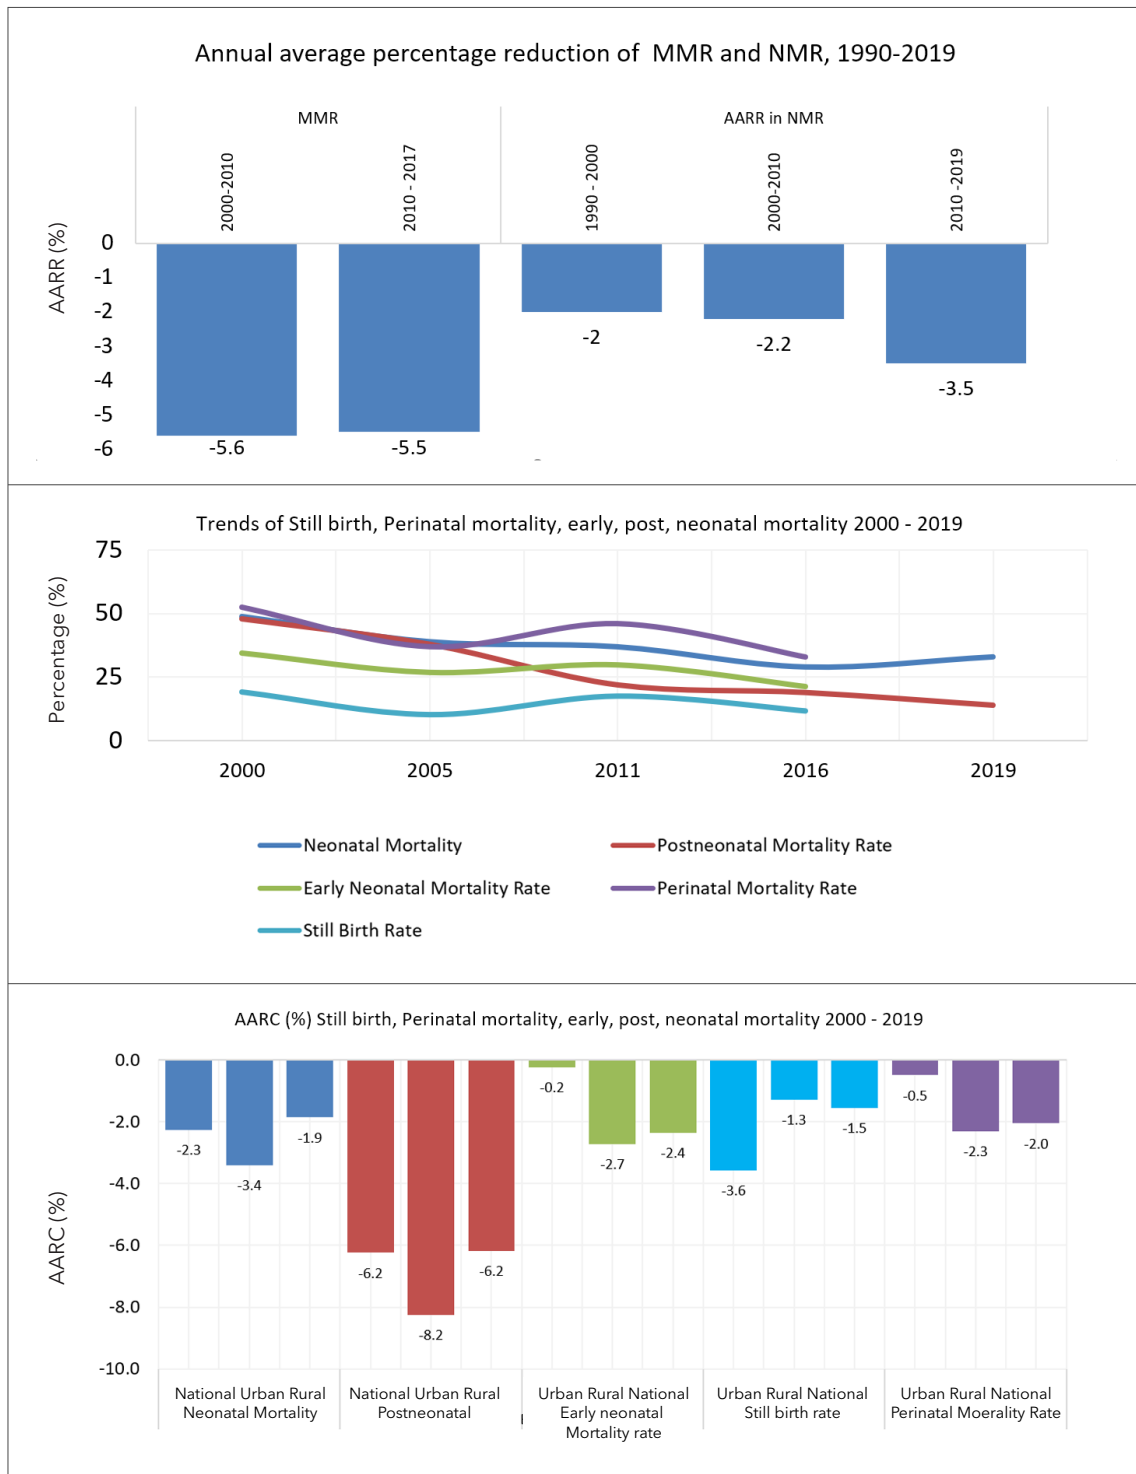 Annual average percentage reduction of MMR and NMR, 1990-2019
MMR
AARR in NMR
2000-2010
2010 - 2017
1990 - 2000
2000-2010
2010 -2019
AARR (%)
0
-1
-2
-3
-4
-5
-6
-5.6
-5.5
-2
-2.2
-3.5
Trends of Still birth, Perinatal mortality, early, post, neonatal mortality 2000 - 2019
Percentage (%)
75
50
25
0
2000
2005
2011
2016
2019
Neonatal Mortality
Postneonatal Mortality Rate
Early Neonatal Mortality Rate
Perinatal Mortality Rate
Still Birth Rate
AARC (%) Still birth, Perinatal mortality, early, post, neonatal mortality 2000 - 2019
AARC (%)
0.0
-2.0
-4.0
-6.0
-8.0
-10.0
-2.3
-3.4
-1.9
-6.2
-8.2
-6.2
-0.2
-2.7
-2.4
-3.6
-1.3
-1.5
-0.5
-2.3
-2.0
National Urban Rural
Neonatal Mortality
National Urban Rural
Postneonatal
Urban Rural National
Early neonatal
Mortality rate
Urban Rural National
Still birth rate
Urban Rural National
Perinatal Moerality Rate